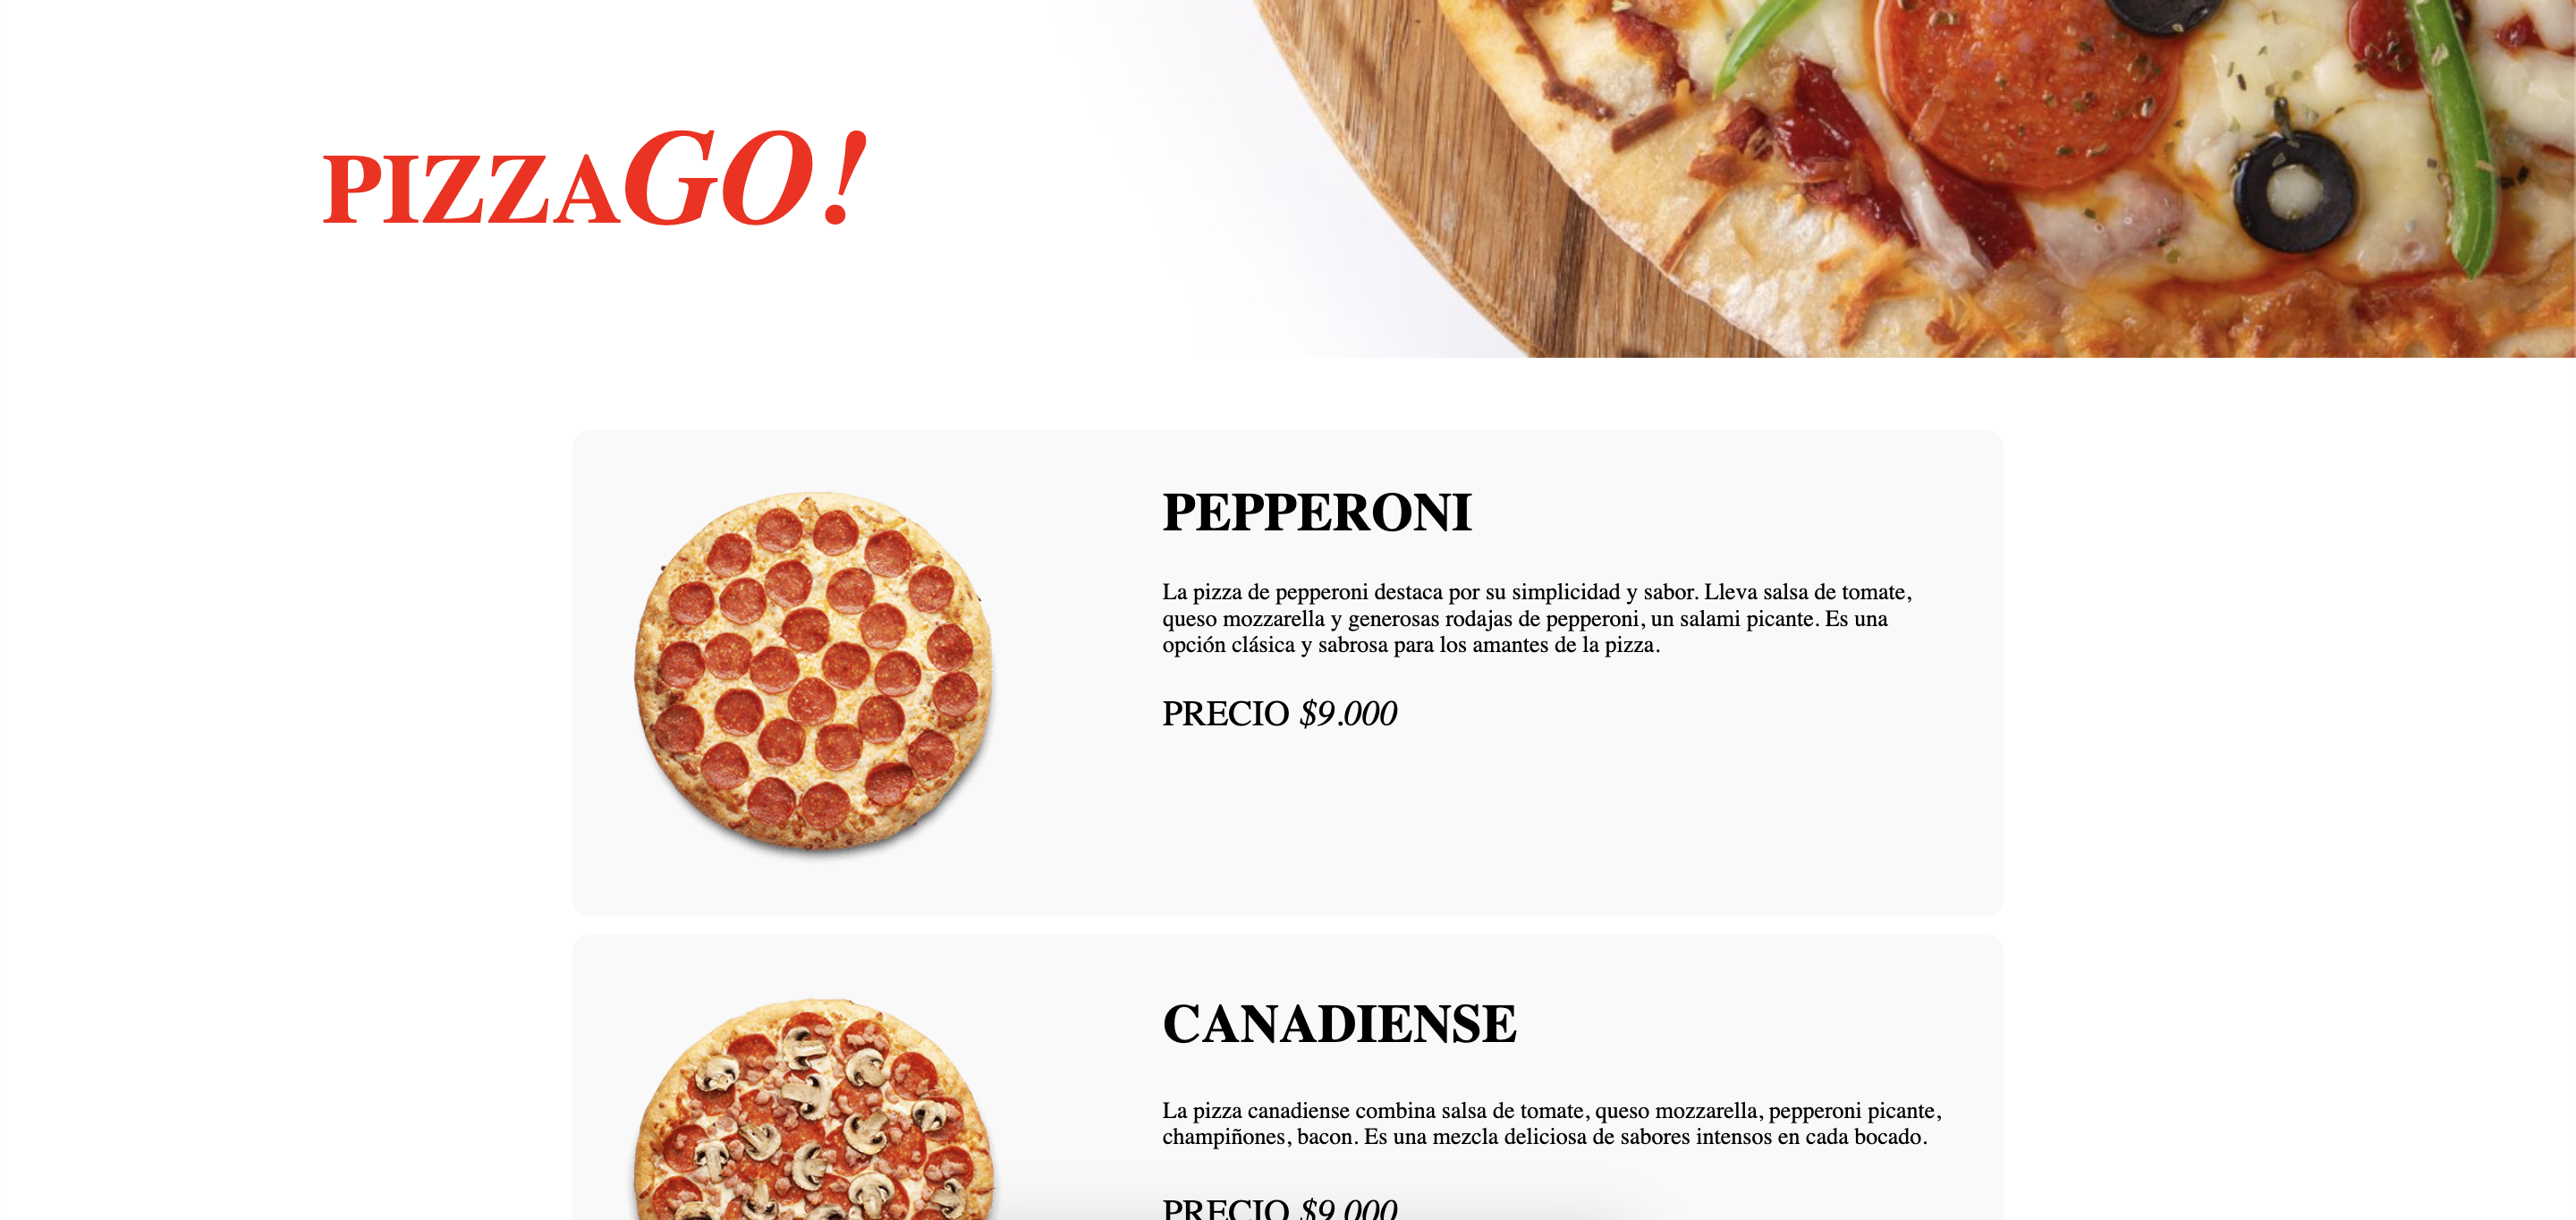 PIZZAGO!
PEPPERONI
La pizza de pepperoni destaca por su simplicidad y sabor. Lleva salsa de tomate,
queso mozzarella y generosas rodajas de pepperoni, un salami picante. Es una
opción clásica y sabrosa para los amantes de la pizza.
PRECIO $9.000
CANADIENSE
La pizza canadiense combina salsa de tomate, queso mozzarella, pepperoni picante,
champiñones, bacon. Es una mezcla deliciosa de sabores intensos en cada bocado.
PRECIO $9.000